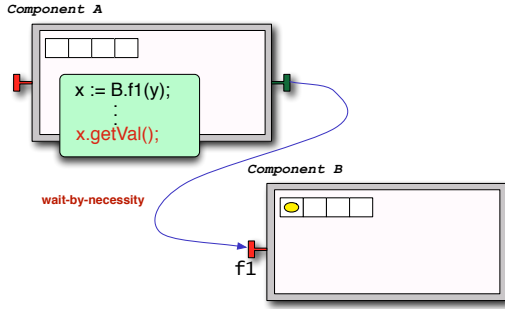 Component A
x := B.f1(y);
:
x.getVal();
Component B
wait-by-necessity
f1